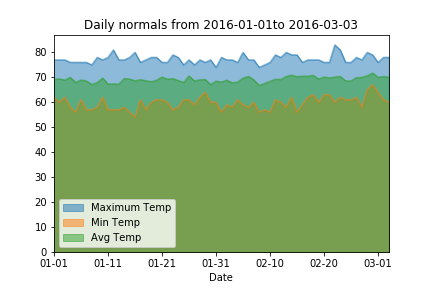 Daily normals from 2016-01-01to 2016-03-03
80
70
60
50
40
30
20
10
0
Maximum Temp
Min Temp
Avg Temp
01-01 01-11 01-21 01-31 02-10 02-20 03-01
Date